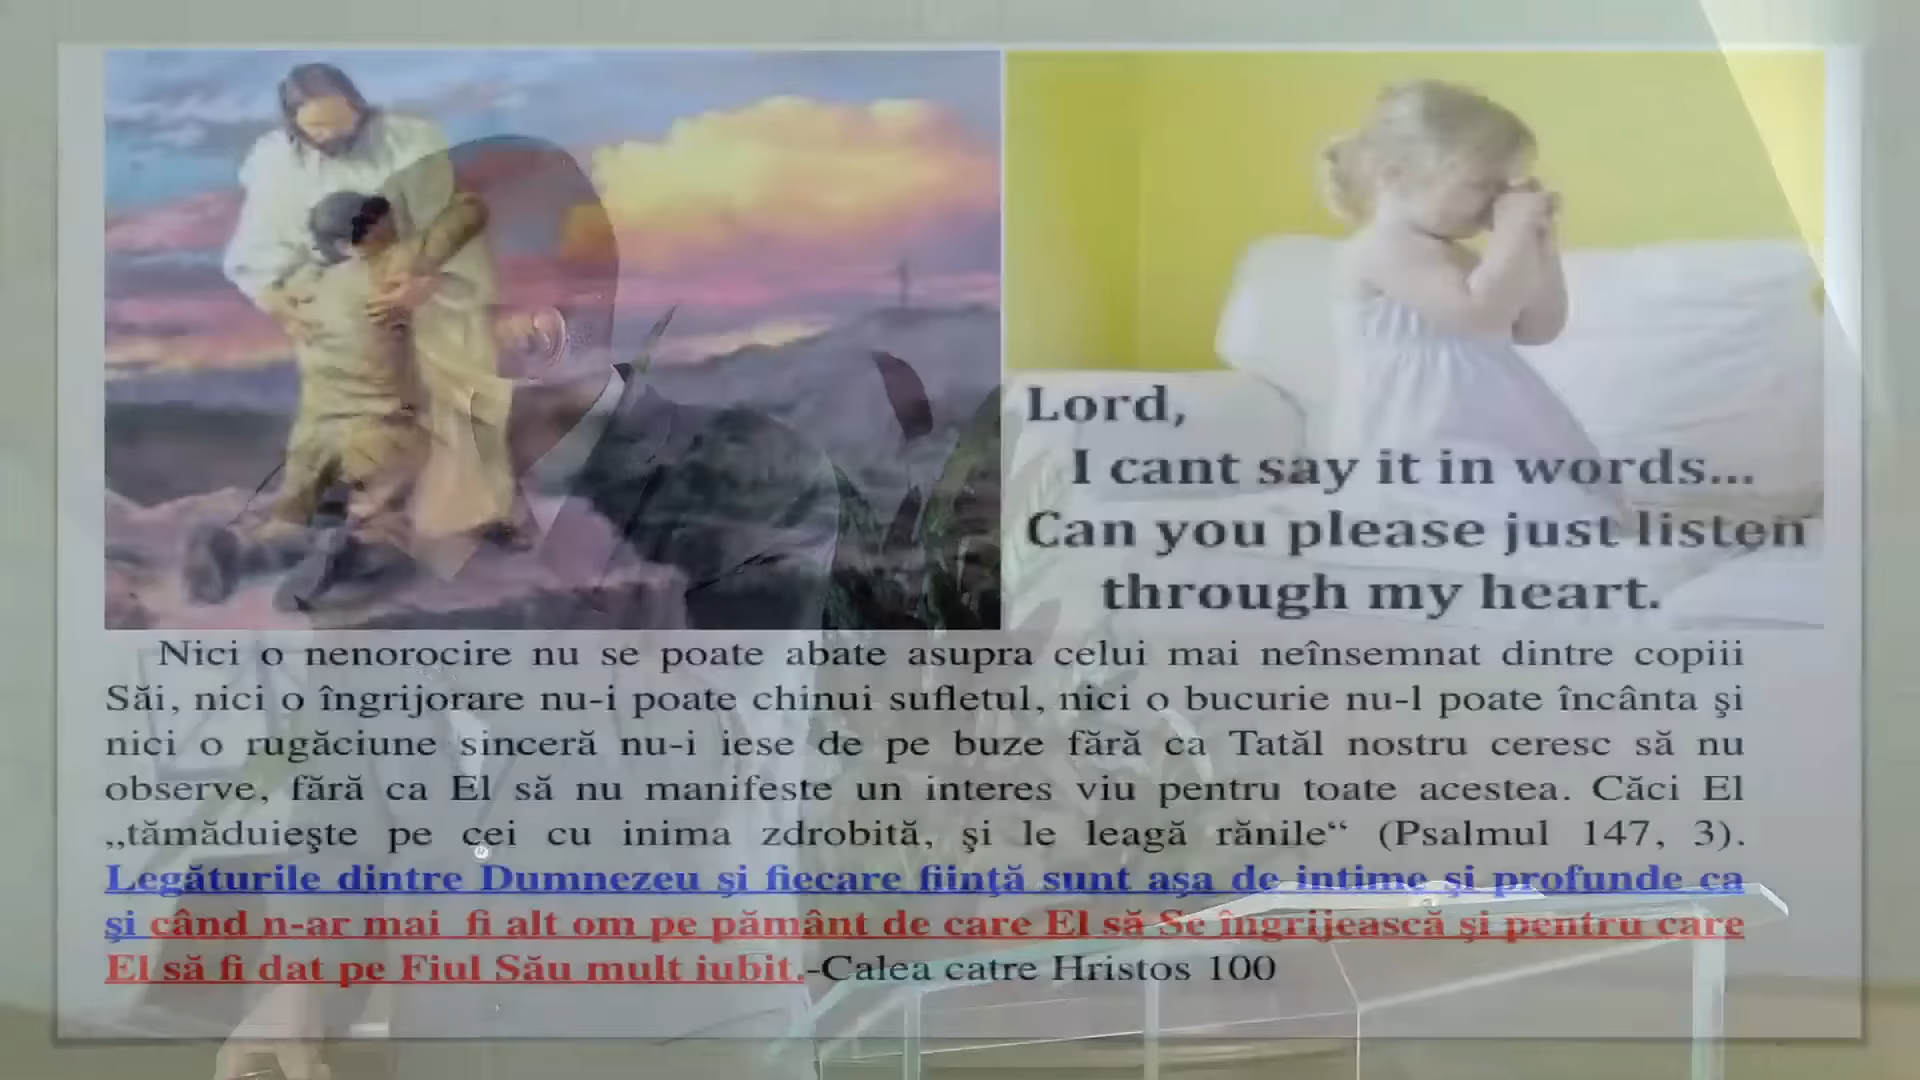 Lord,
I cant say it in words...
Can you please just listen
through my heart.
Nici o nenorocire nu se poate abate asupra celui mai neînsemnat dintre copiii
Săi, nici o îngrijorare nu-i poate chinui sufletul, nici o bucurie nu-l poate încânta şi
nici o rugăciune sinceră nu-i iese de pe buze fără ca Tatăl nostru ceresc să nu
observe, fără ca El să nu manifeste un interes viu pentru toate acestea. Căci El
„tămăduieşte pe cei cu inima zdrobită, şi le leagă rănile“ (Psalmul 147, 3).
Legăturile dintre Dumnezeu şi fiecare fiinţă sunt aşa de intime şi profunde ca
şi când n-ar mai fi alt om pe pământ de care El să Se îngrijească şi pentru care
El să fi dat pe Fiul Său mult iubit.-Calea catre Hristos 100